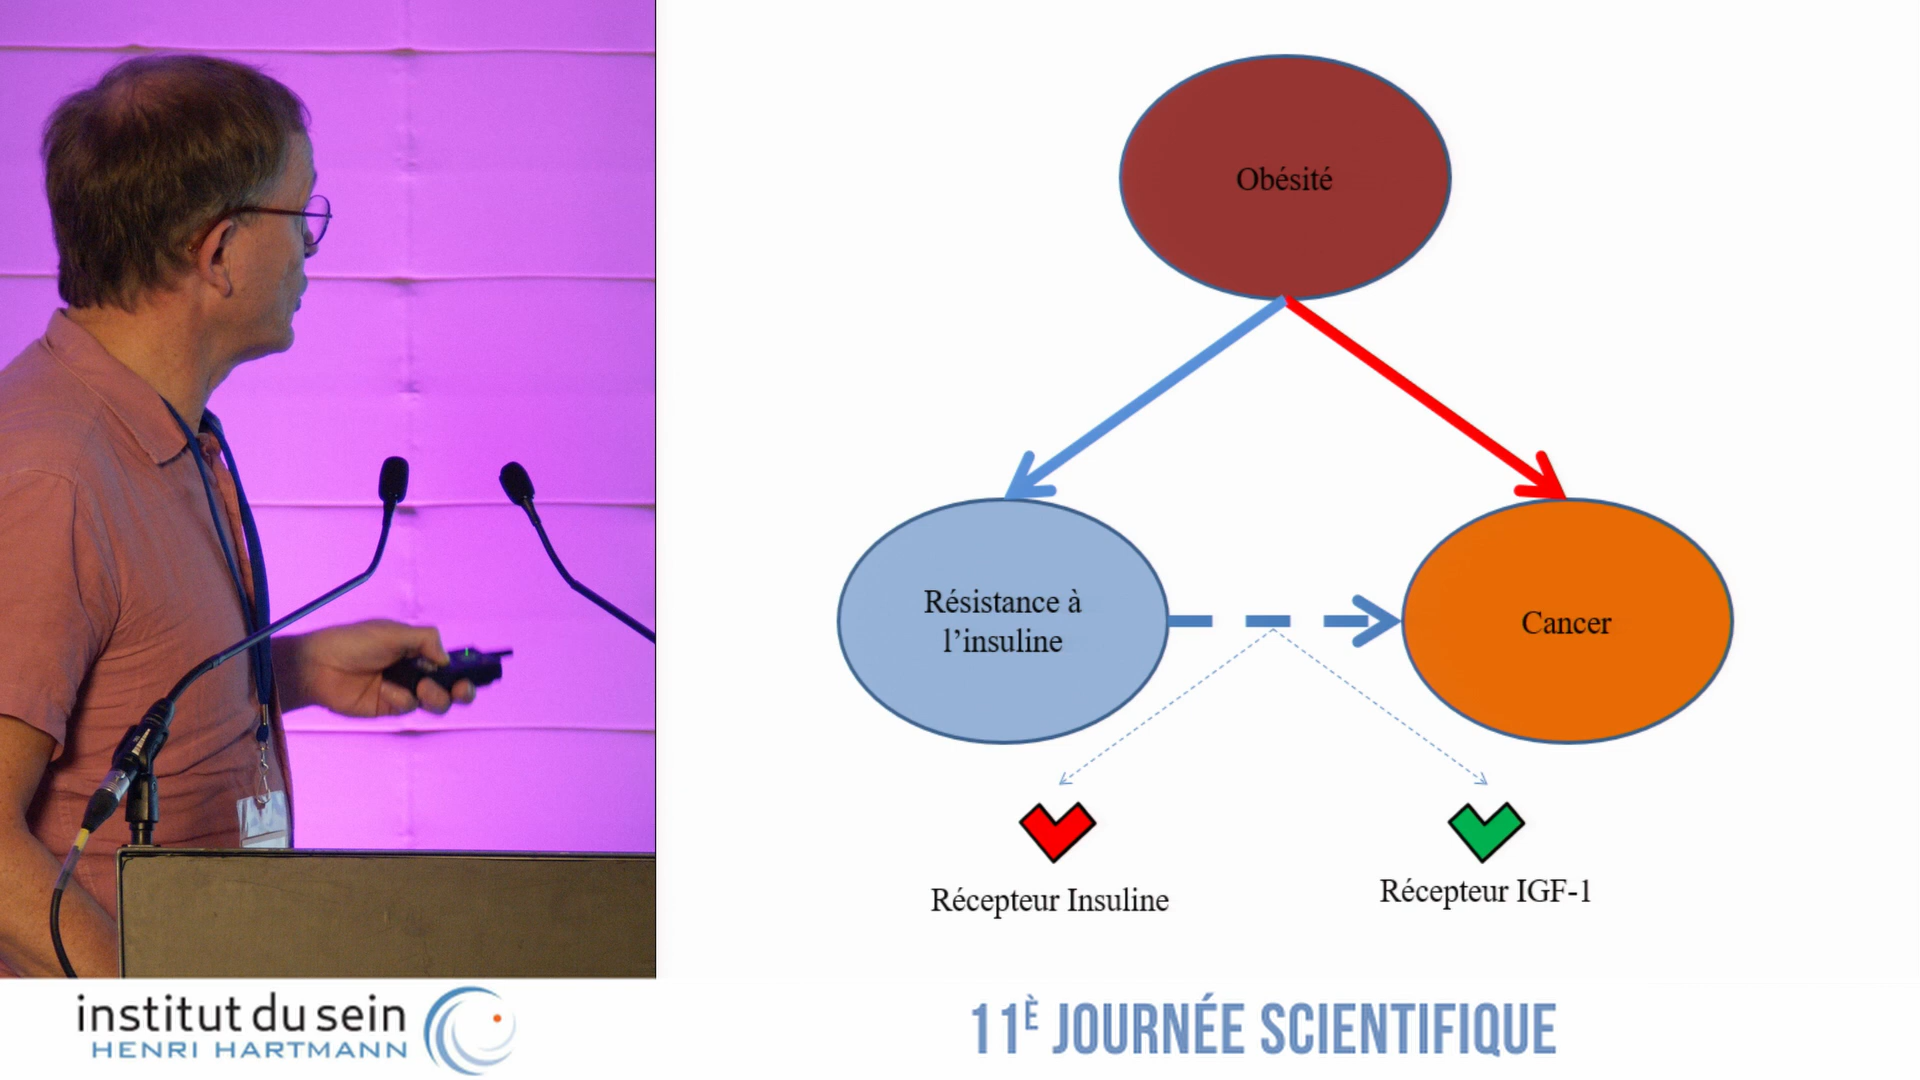 Obésité
Résistance à
l’insuline
Cancer
Récepteur Insuline
Récepteur IGF-1
institut du sein
HENRI HARTMANN
11È JOURNÉE SCIENTIFIQUE